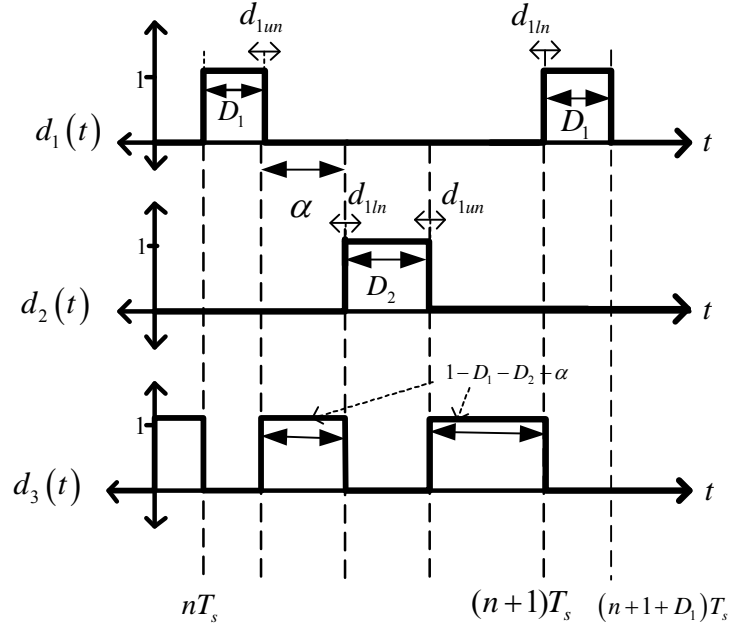 d_{1un} d_{1ln}
1
D_1 D_1
d_1(t) t
α d_{1ln} d_{1un}
1
D_2
d_2(t) t
1-D_1-D_2+α
1
d_3(t) t
nT_s (n+1)T_s (n+1+D_1)T_s